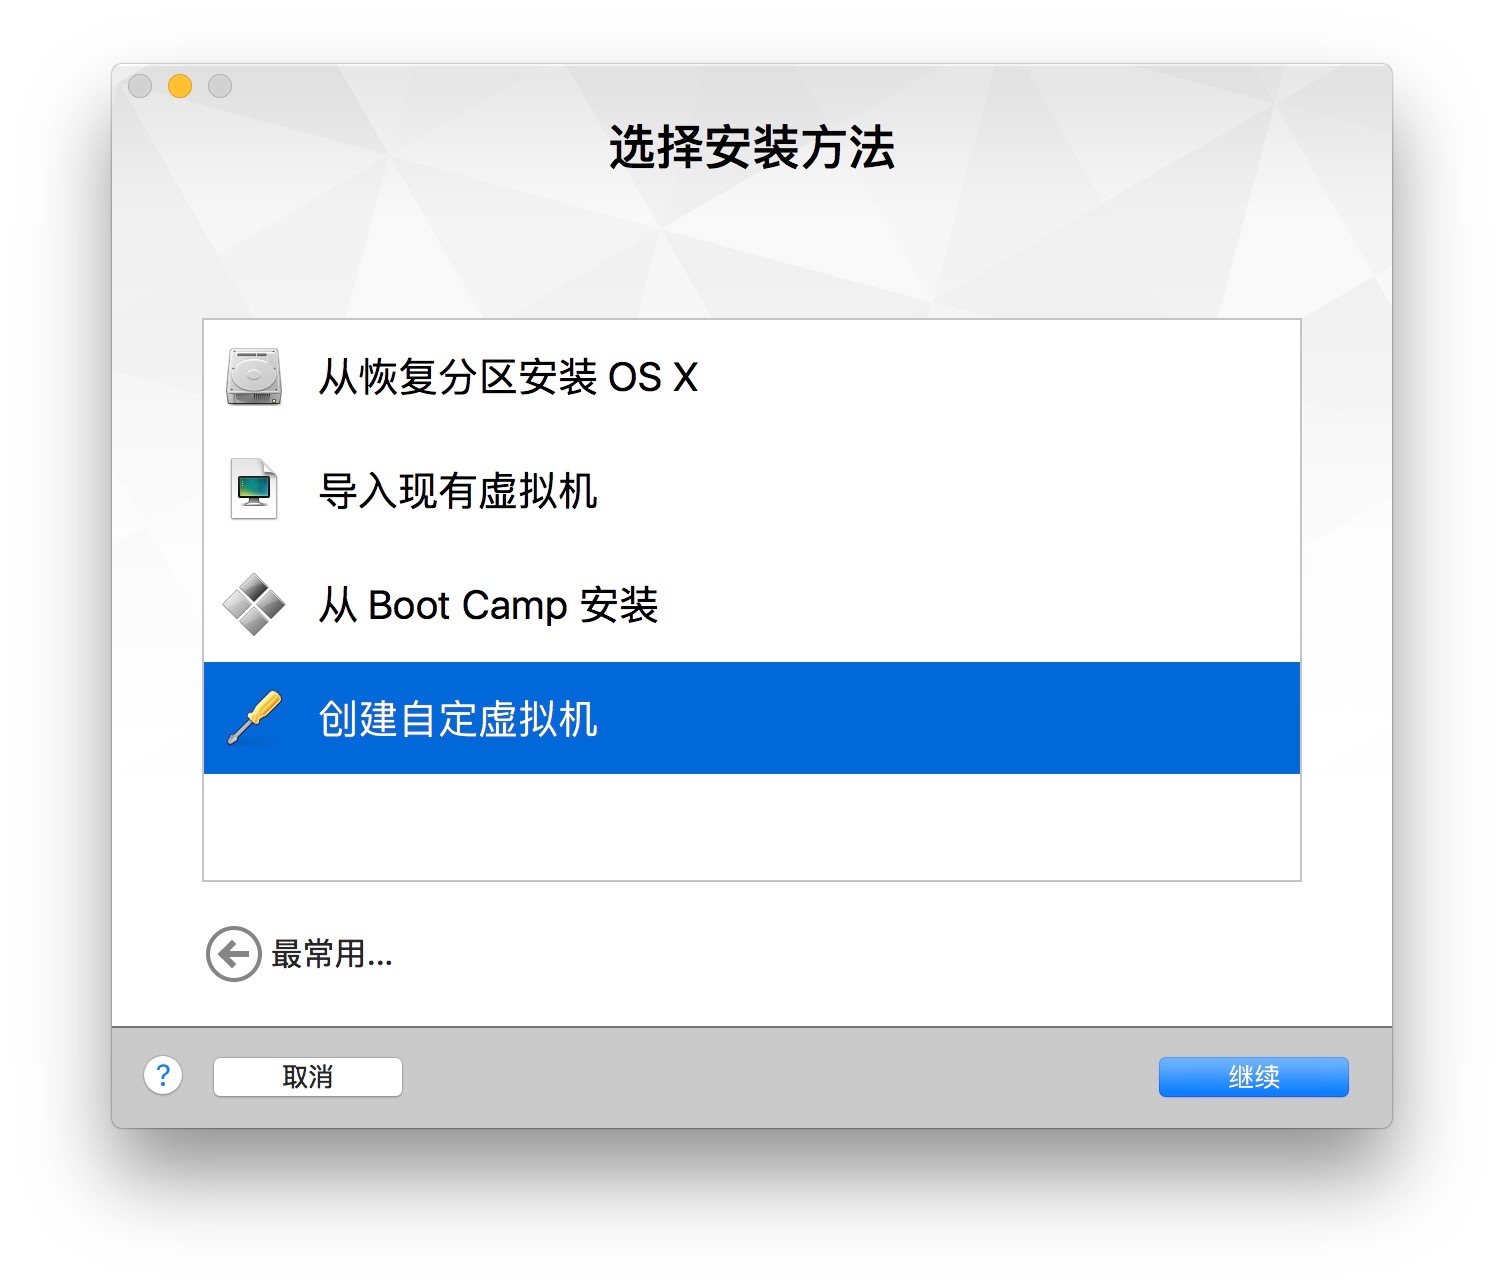 选择安装方法
从恢复分区安装 OS X
导入现有虚拟机
从 Boot Camp 安装
创建自定虚拟机
最常用...
?
取消
继续